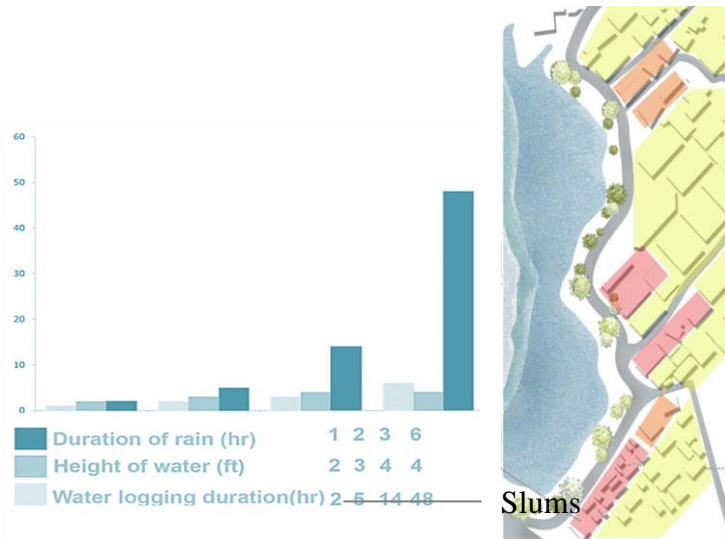 60
50
40
30
20
10
0
Duration of rain (hr) 1 2 3 6
Height of water (ft) 2 3 4 4
Water logging duration(hr) 2 5 14 48
Slums